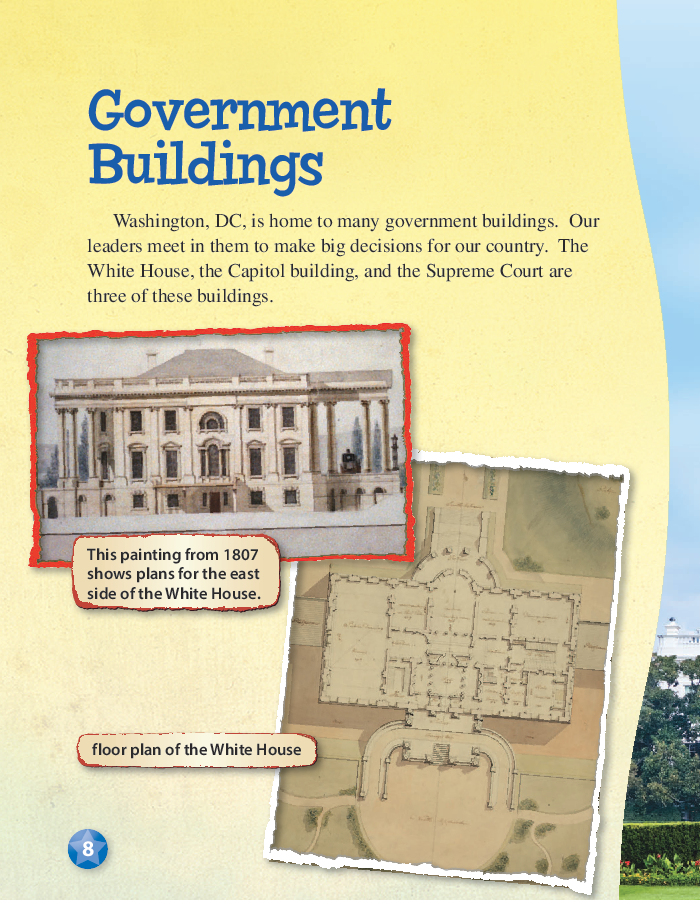 Government
Buildings
Washington, DC, is home to many government buildings.  Our
leaders meet in them to make big decisions for our country.  The
White House, the Capitol building, and the Supreme Court are
three of these buildings.
This painting from 1807
shows plans for the east
side of the White House.
floor plan of the White House
8